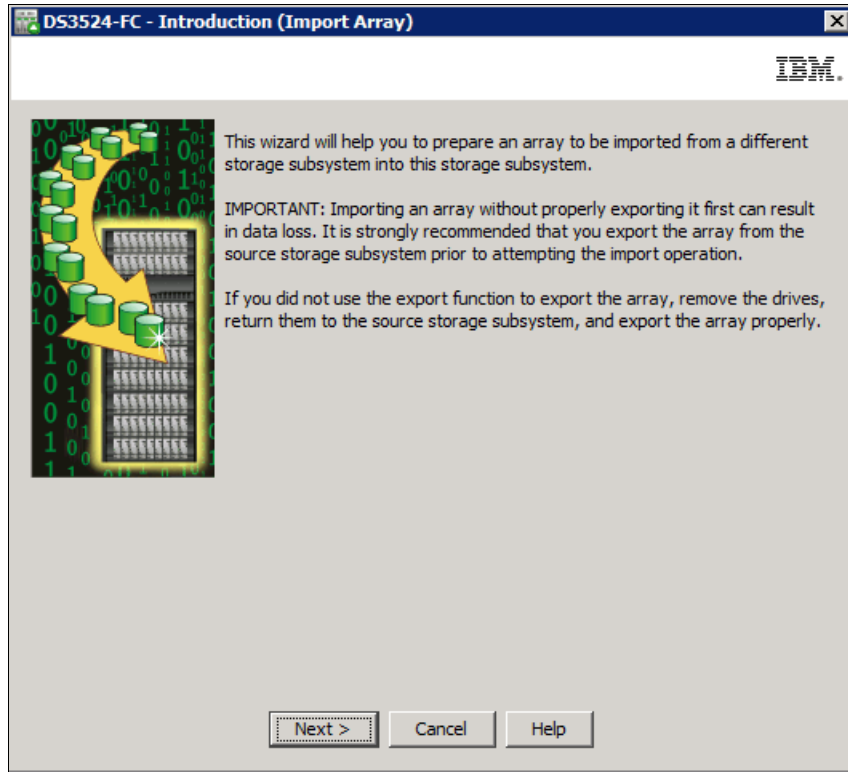 DS3524-FC - Introduction (Import Array)
IBM.
This wizard will help you to prepare an array to be imported from a different
storage subsystem into this storage subsystem.
IMPORTANT: Importing an array without properly exporting it first can result
in data loss. It is strongly recommended that you export the array from the
source storage subsystem prior to attempting the import operation.
If you did not use the export function to export the array, remove the drives,
return them to the source storage subsystem, and export the array properly.
Next >
Cancel
Help